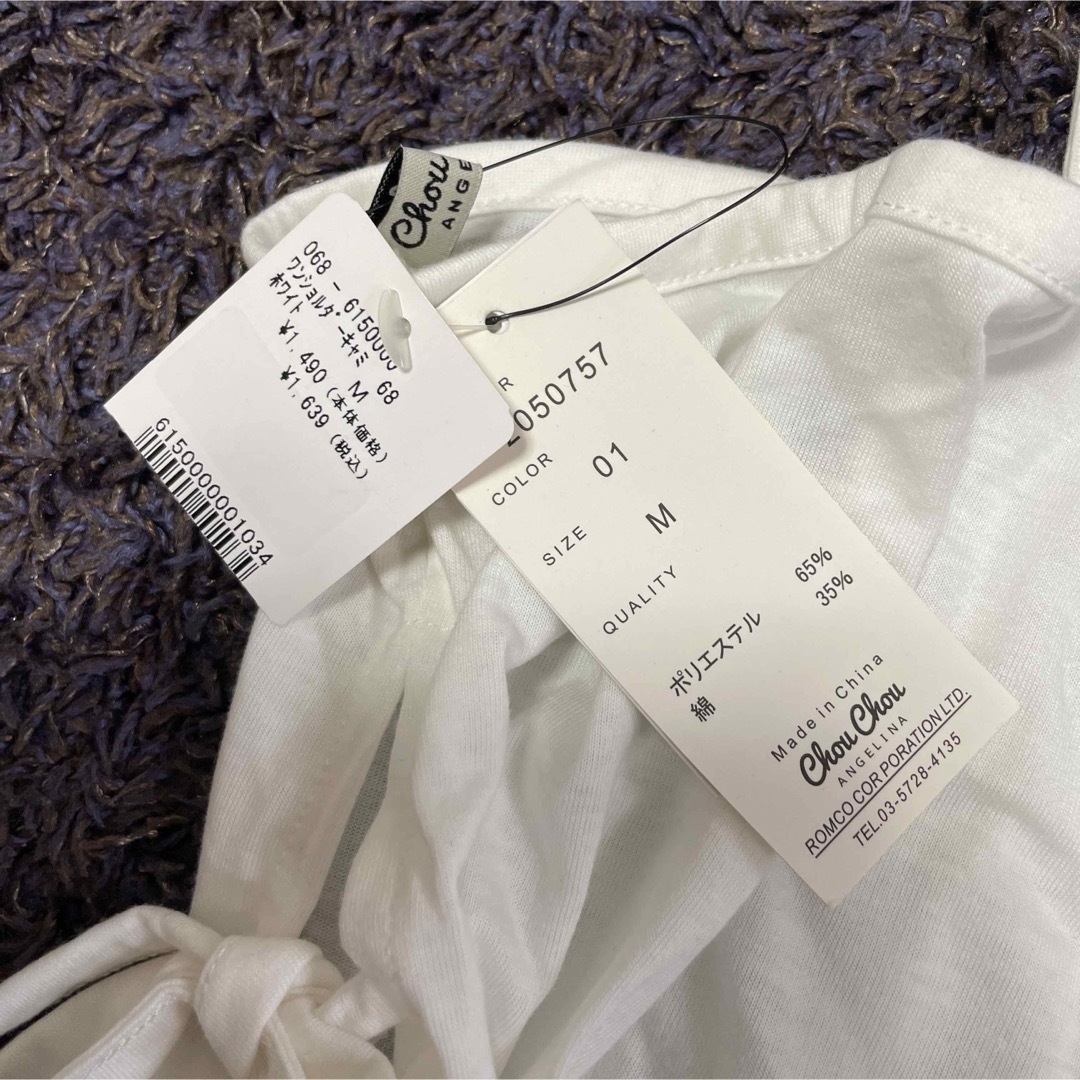 Chou
ANGE
068 - 6150000
ワンショルダーキャミ 68
ホワイト M
¥1,490 (本体価格)
¥1,639 (税込)
6150000001034
R
2050757
COLOR
01
SIZE
M
QUALITY
ポリエステル 65%
綿 35%
Made in China
Chou Chou
ANGELINA
ROMCO CORPORATION LTD.
TEL.03-5728-4135